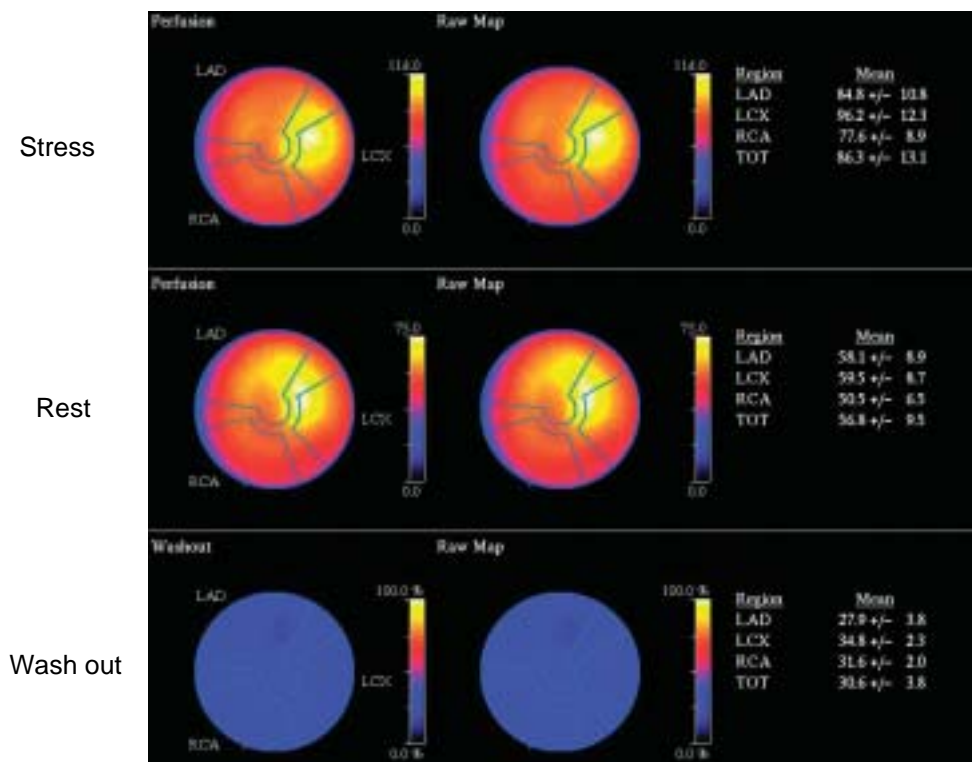 Stress
Perfusion Raw Map
LAD
LCX
RCA
114.0
0.0
114.0
0.0
Region Mean
LAD 84.8 +/- 10.8
LCX 96.2 +/- 12.3
RCA 77.6 +/- 8.9
TOT 86.3 +/- 13.1
Rest
Perfusion Raw Map
LAD
LCX
RCA
75.0
0.0
75.0
0.0
Region Mean
LAD 58.1 +/- 8.9
LCX 59.5 +/- 8.7
RCA 50.5 +/- 6.5
TOT 56.8 +/- 9.5
Wash out
Washout Raw Map
LAD
LCX
RCA
100.0 %
0.0 %
100.0 %
0.0 %
Region Mean
LAD 27.9 +/- 3.8
LCX 34.8 +/- 2.3
RCA 31.6 +/- 2.0
TOT 30.6 +/- 3.8